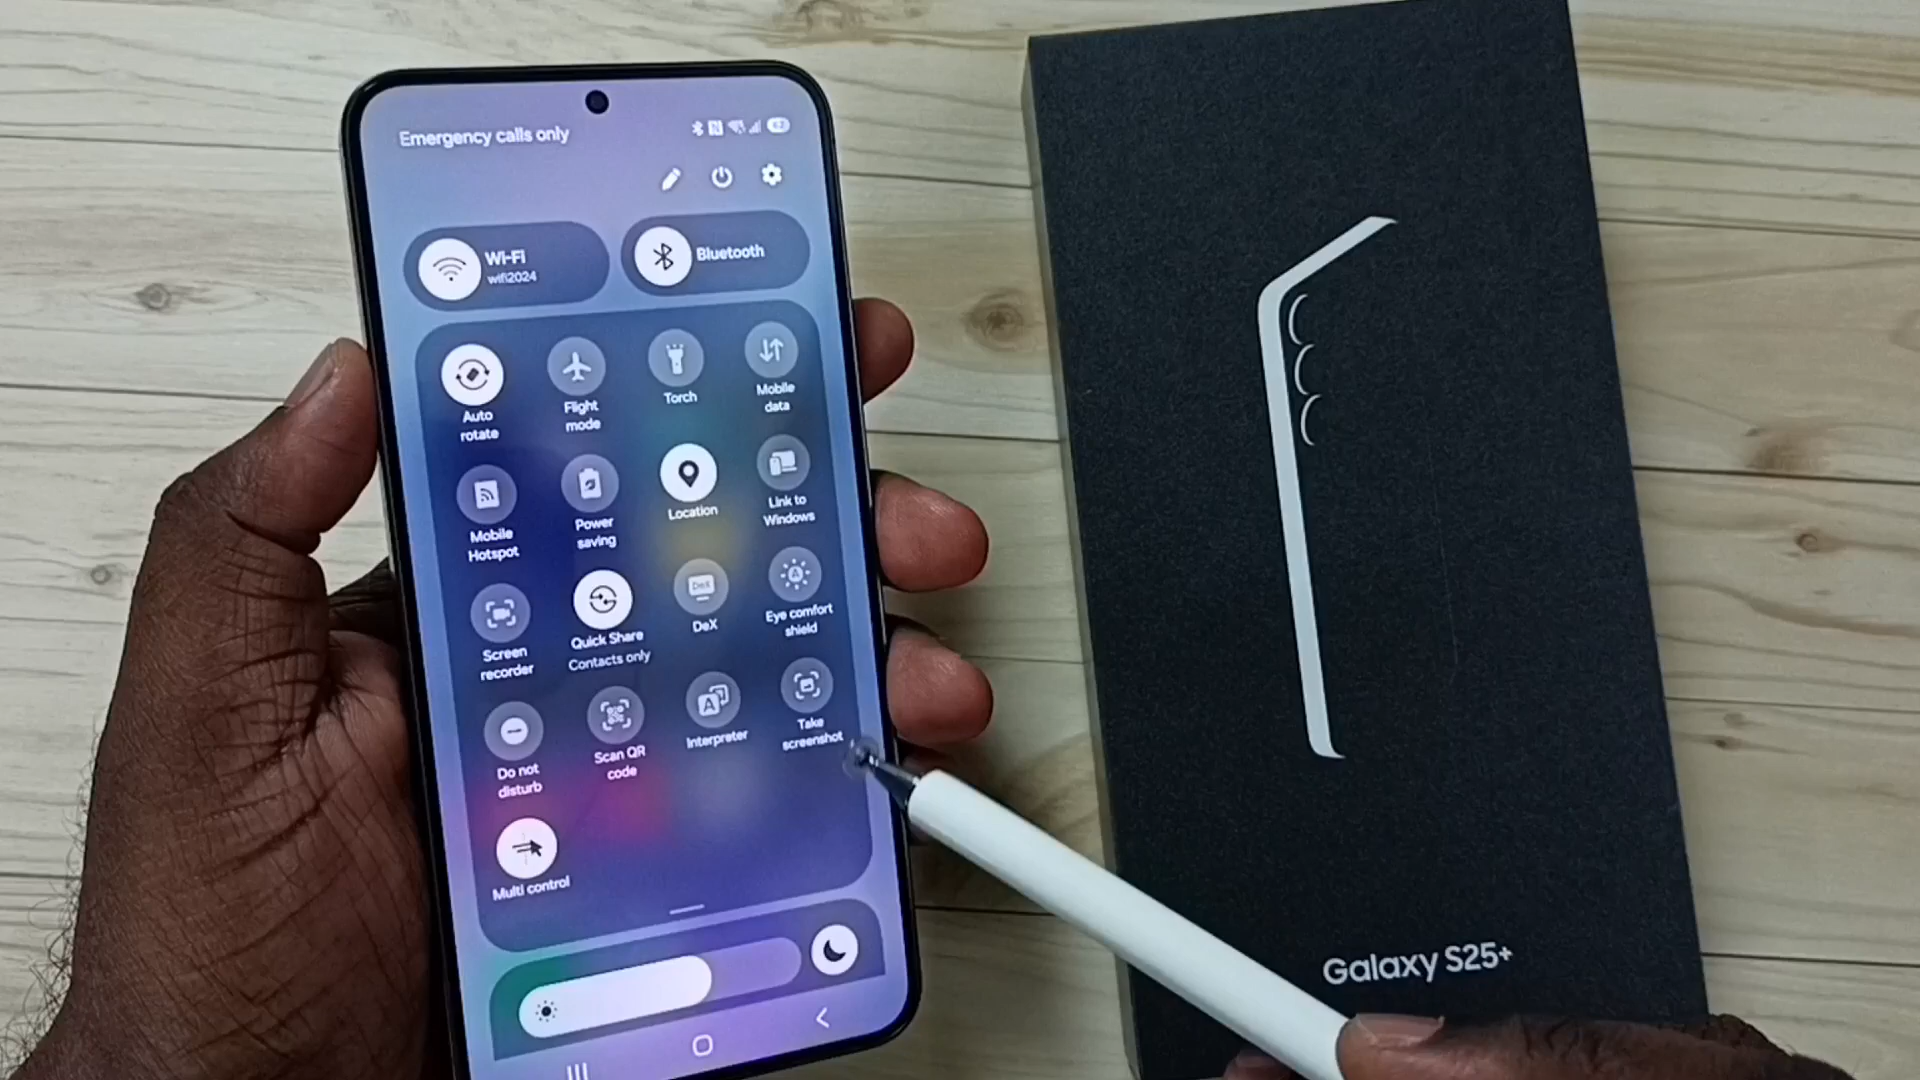 Emergency calls only
62
Wi-Fi
wifi2024
Bluetooth
Auto
rotate
Flight
mode
Torch
Mobile
data
Mobile
Hotspot
Power
saving
Location
Link to
Windows
Screen
recorder
Quick Share
Contacts only
DeX
DeX
Eye comfort
shield
Do not
disturb
Scan QR
code
A
Interpreter
Take
screenshot
Multi control
Galaxy S25+